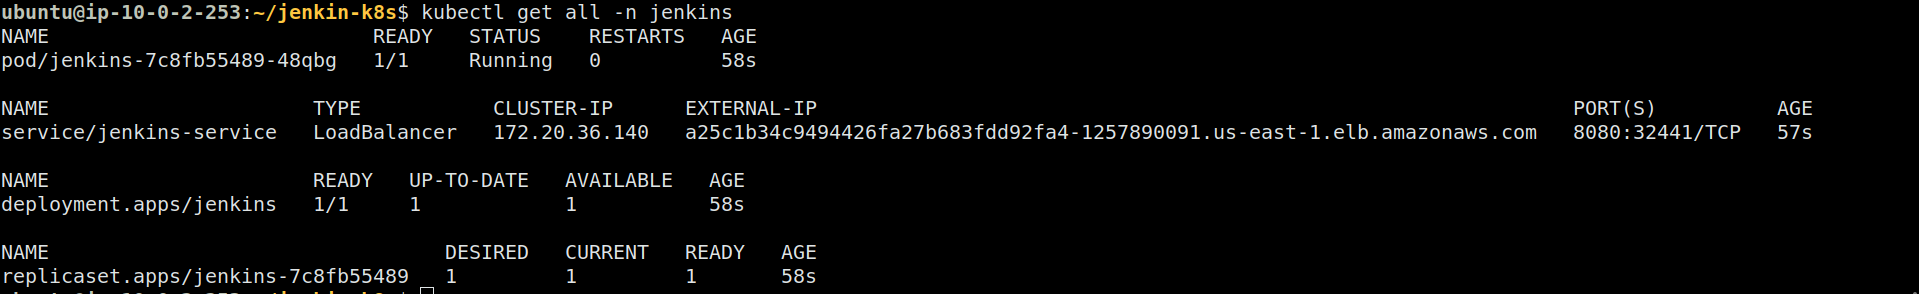 ubuntu@ip-10-0-2-253:~/jenkin-k8s$ kubectl get all -n jenkins
NAME                           READY   STATUS    RESTARTS   AGE
pod/jenkins-7c8fb55489-48qbg   1/1     Running   0          58s

NAME                      TYPE           CLUSTER-IP      EXTERNAL-IP                                                               PORT(S)          AGE
service/jenkins-service   LoadBalancer   172.20.36.140   a25c1b34c9494426fa27b683fdd92fa4-1257890091.us-east-1.elb.amazonaws.com   8080:32441/TCP   57s

NAME                      READY   UP-TO-DATE   AVAILABLE   AGE
deployment.apps/jenkins   1/1     1            1           58s

NAME                                 DESIRED   CURRENT   READY   AGE
replicaset.apps/jenkins-7c8fb55489   1         1         1       58s